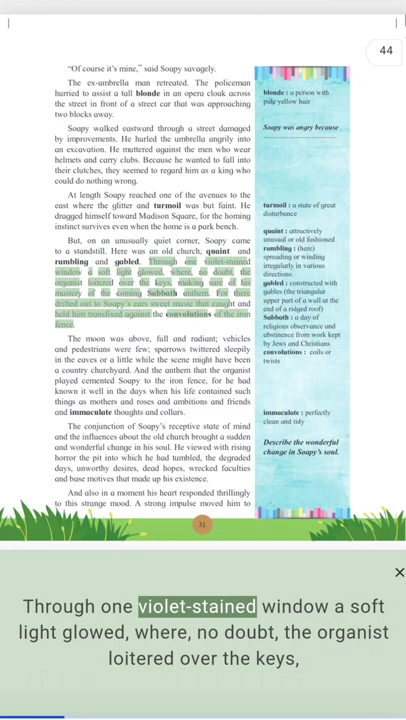 44
"Of course it's mine," said Soapy savagely.
The ex-umbrella man retreated. The policeman
hurried to assist a tall blonde in an opera cloak across
the street in front of a street car that was approaching
two blocks away.
Soapy walked eastward through a street damaged
by improvements. He hurled the umbrella angrily into
an excavation. He muttered against the men who wear
helmets and carry clubs. Because he wanted to fall into
their clutches, they seemed to regard him as a king who
could do nothing wrong.
At length Soapy reached one of the avenues to the
east where the glitter and turmoil was but faint. He
dragged himself toward Madison Square, for the homing
instinct survives even when the home is a park bench.
But, on an unusually quiet corner, Soapy came
to a standstill. Here was an old church, quaint and
rambling and gabled. Through one violet-stained
window a soft light glowed, where, no doubt, the
organist loitered over the keys, making sure of his
mastery of the coming Sabbath anthem. For there
drifted out to Soapy's ears sweet music that caught and
held him transfixed against the convolutions of the iron
fence.
The moon was above, full and radiant; vehicles
and pedestrians were few; sparrows twittered sleepily
in the eaves or a little while the scene might have been
a country churchyard. And the anthem that the organist
played cemented Soapy to the iron fence, for he had
known it well in the days when his life contained such
things as mothers and roses and ambitions and friends
and immaculate thoughts and collars.
The conjuction of Soapy's receptive state of mind
and the influences about the old church brought a sudden
and wonderful change in his soul. He viewed with rising
horror the pit into which he had tumbled, the degraded
days, unworthy desires, dead hopes, wrecked faculties
and base motives that made up his existence.
And also in a moment his heart responded thrillingly
to this strange mood. A strong impulse moved him to
blonde : a person with
pale yellow hair
Soapy was angry because
turmoil : a state of great
disturbance
quaint : attractively
unusual or old fashioned
rambling : (here)
spreading or winding
irregularly in various
directions.
gabled : constructed with
gables (the triangular
upper part of a wall at the
end of a ridged roof)
Sabbath : a day of
religious observance and
abstinence from work kept
by Jews and Christians
convolutions : coils or
twists
immaculate : perfectly
clean and tidy
Describe the wonderful
change in Soapy's soul.
31
Through one violet-stained window a soft
light glowed, where, no doubt, the organist
loitered over the keys,